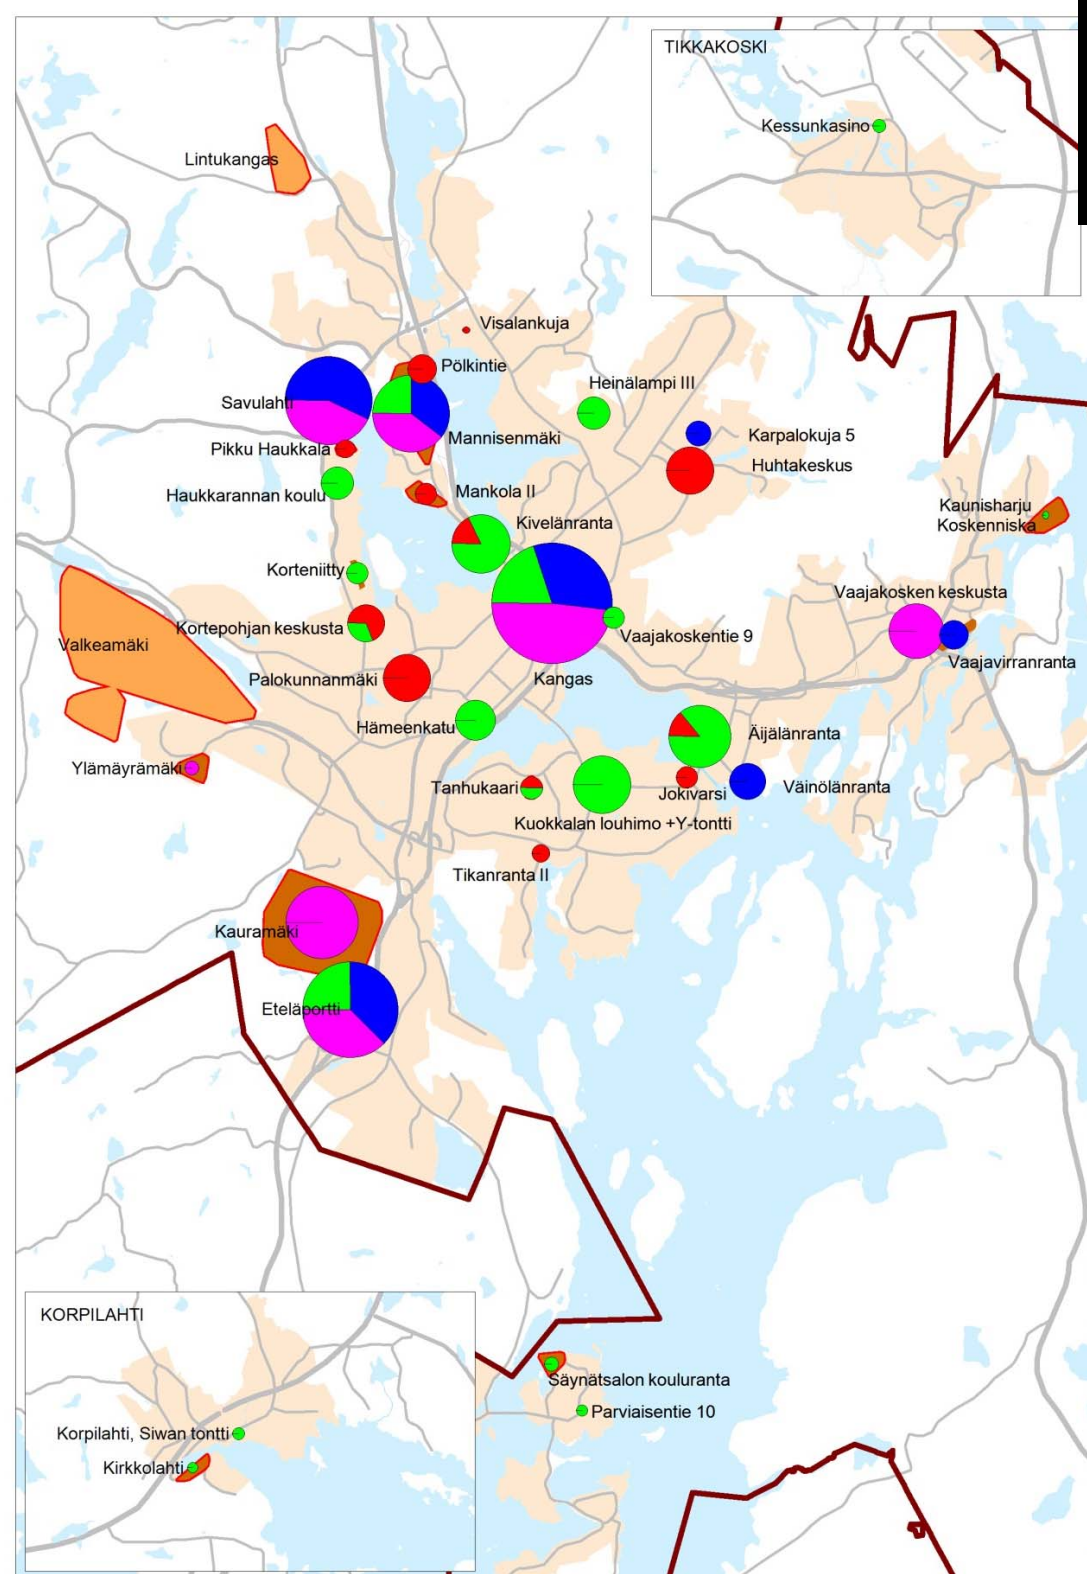 TIKKAKOSKI
Kessunkasino
Lintukangas
Visalankuja
Pölkintie
Heinälampi III
Savulahti
Mannisenmäki
Karpalokuja 5
Pikku Haukkala
Huhtakeskus
Haukkarannan koulu
Mankola II
Kaunisharju
Koskenniska
Kivelänranta
Korteniitty
Vaajakosken keskusta
Kortepohjan keskusta
Vaajakoskentie 9
Valkeamäki
Vaajavirranranta
Palokunnanmäki
Kangas
Hämeenkatu
Äijälänranta
Ylämäyrämäki
Tanhukaari
Jokivarsi
Väinölänranta
Kuokkalan louhimo +Y-tontti
Tikanranta II
Kauramäki
Eteläportti
KORPILAHTI
Säynätsalon kouluranta
Parviaisentie 10
Korpilahti, Siwan tontti
Kirkkolahti